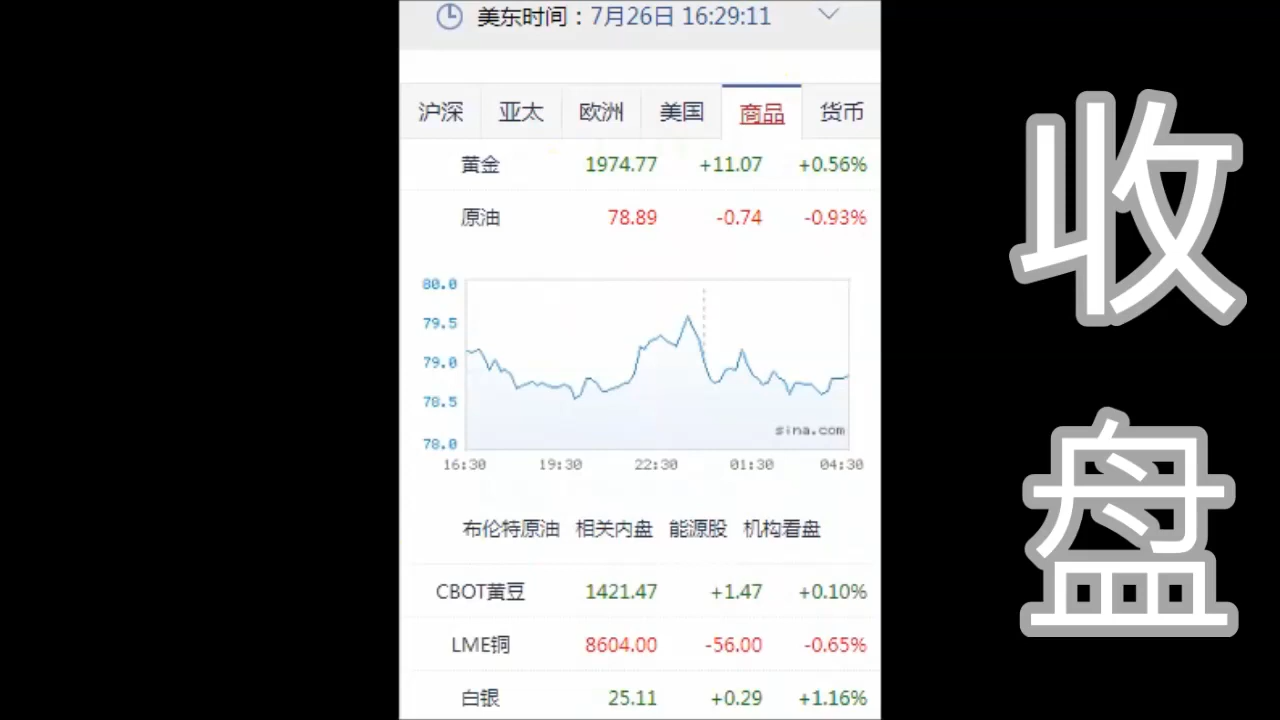 美东时间：7月26日 16:29:11
沪深 亚太 欧洲 美国 商品 货币
黄金 1974.77 +11.07 +0.56%
原油 78.89 -0.74 -0.93%
80.0
79.5
79.0
78.5
78.0
sina.com
16:30 19:30 22:30 01:30 04:30
布伦特原油 相关内盘 能源股 机构看盘
CBOT黄豆 1421.47 +1.47 +0.10%
LME铜 8604.00 -56.00 -0.65%
白银 25.11 +0.29 +1.16%
收
盘